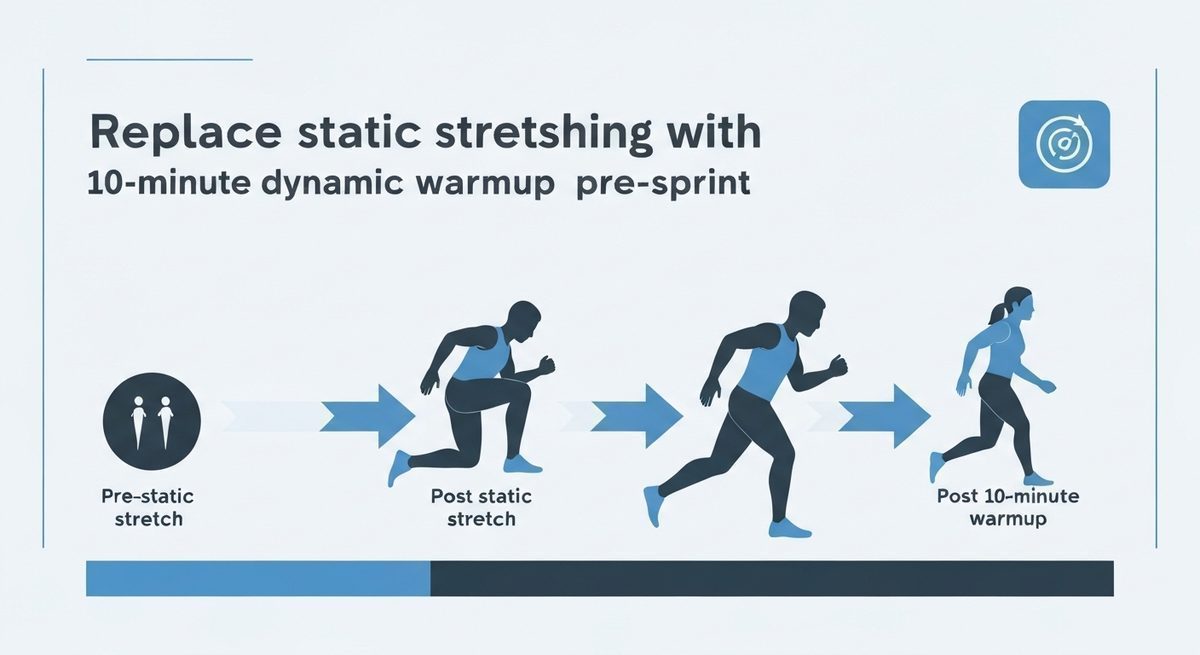 Replace static stretshing with
10-minute dynamic warmup pre-sprint
Pre-static
stretch
Post static
stretch
Post 10-minute
warmup